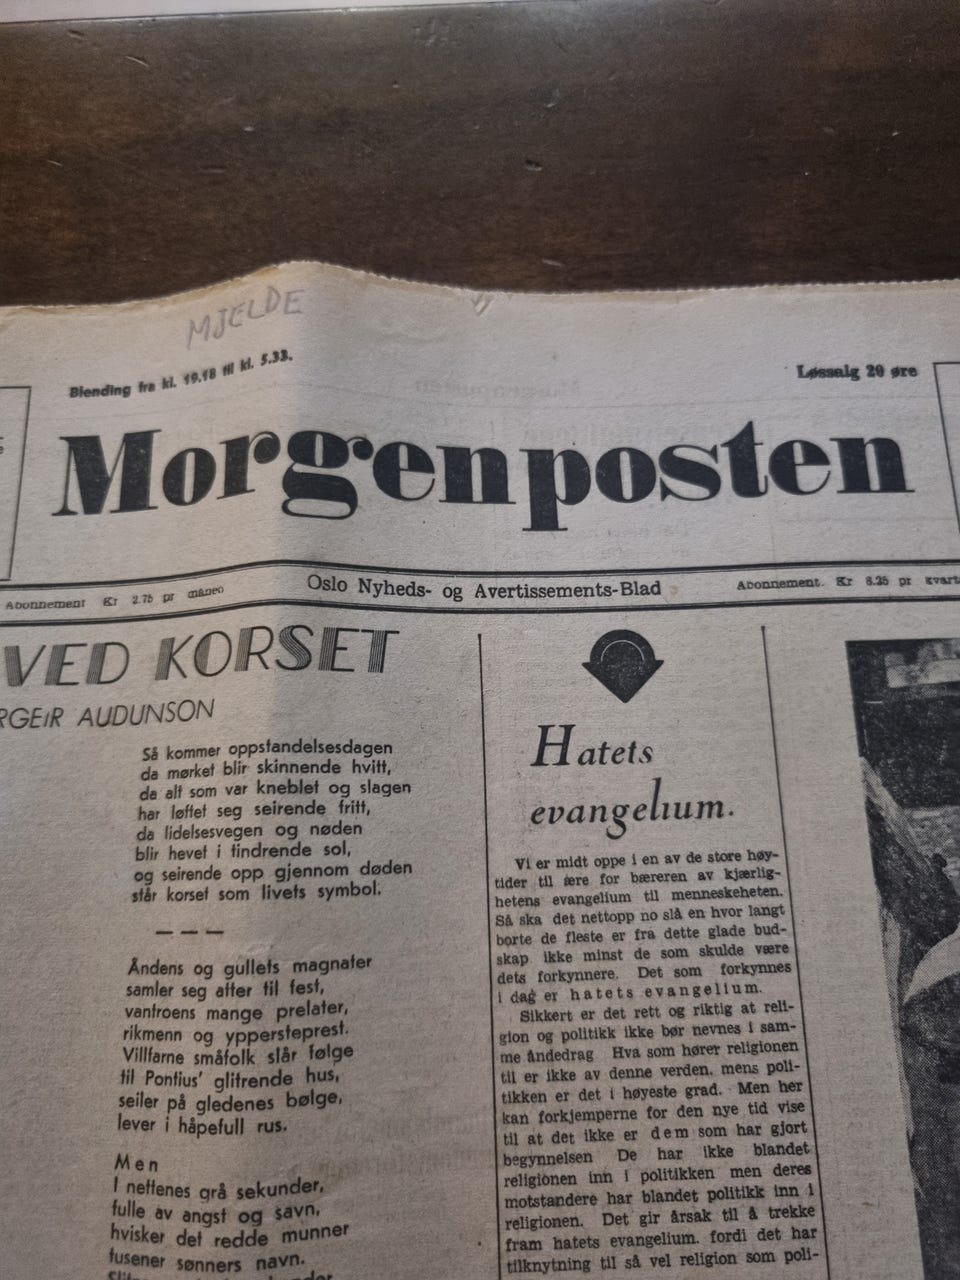 MJELDE
Blending fra kl. 19.18 til kl. 5.33.
Løssalg 20 øre
Morgenposten
Abonnement Kr 2.75 pr måneo
Oslo Nyheds- og Avertissements-Blad
Abonnement. Kr 8.25 pr kvart
VED KORSET
RGEIR AUDUNSON
Så kommer oppstandelsesdagen
da mørket blir skinnende hvitt,
da alt som var kneblet og slagen
har løftet seg seirende fritt,
da lidelsesvegen og nøden
blir hevet i tindrende sol,
og seirende opp gjennom døden
står korset som livets symbol.
— — —
Åndens og gullets magnater
samler seg atter til fest,
vantroens mange prelater,
rikmenn og yppersteprest.
Villfarne småfolk slår følge
til Pontius' glitrende hus,
seiler på gledenes bølge,
lever i håpefull rus.
Men
I nettenes grå sekunder,
fulle av angst og savn,
hvisker det redde munner
tusener sønners navn.
Hatets
evangelium.
Vi er midt oppe i en av de store høy-
tider til ære for bæreren av kjærlig-
hetens evangelium til menneskeheten.
Så ska det nettopp no slå en hvor langt
borte de fleste er fra dette glade bud-
skap ikke minst de som skulde være
dets forkynnere. Det som forkynnes
i dag er hatets evangelium.
Sikkert er det rett og riktig at reli-
gion og politikk ikke bør nevnes i sam-
me åndedrag Hva som hører religionen
til er ikke av denne verden, mens poli-
tikken er det i høyeste grad. Men her
kan forkjemperne for den nye tid vise
til at det ikke er dem som har gjort
begynnelsen De har ikke blandet
religionen inn i politikken men deres
motstandere har blandet politikk inn i
religionen. Det gir årsak til å trekke
fram hatets evangelium. fordi det har
tilknytning til så vel religion som poli-